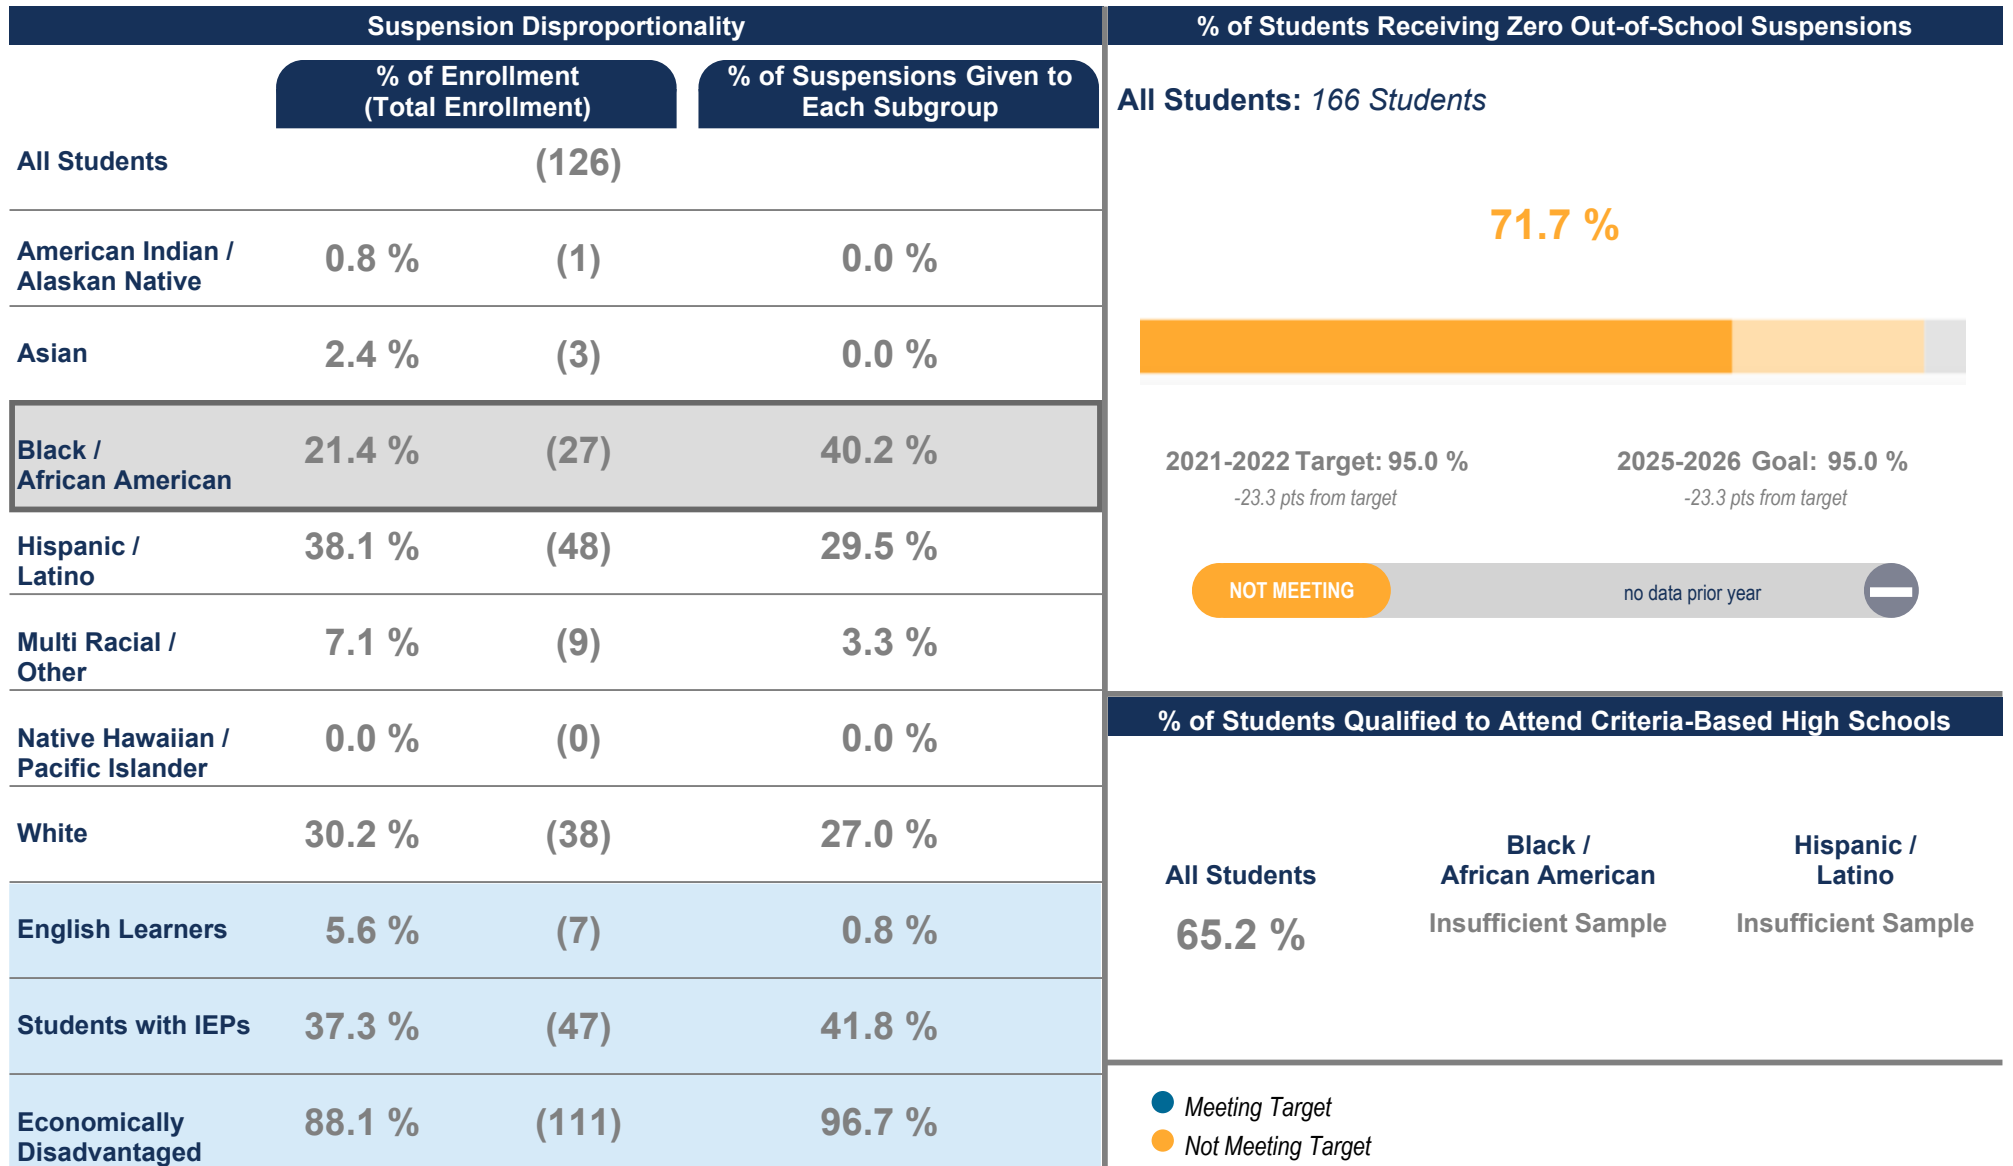 Suspension Disproportionality
% of Enrollment
(Total Enrollment)
% of Suspensions Given to
Each Subgroup
All Students
(126)
American Indian /
Alaskan Native
0.8 %
(1)
0.0 %
Asian
2.4 %
(3)
0.0 %
Black /
African American
21.4 %
(27)
40.2 %
Hispanic /
Latino
38.1 %
(48)
29.5 %
Multi Racial /
Other
7.1 %
(9)
3.3 %
Native Hawaiian /
Pacific Islander
0.0 %
(0)
0.0 %
White
30.2 %
(38)
27.0 %
English Learners
5.6 %
(7)
0.8 %
Students with IEPs
37.3 %
(47)
41.8 %
Economically
Disadvantaged
88.1 %
(111)
96.7 %
% of Students Receiving Zero Out-of-School Suspensions
All Students: 166 Students
71.7 %
2021-2022 Target: 95.0 %
-23.3 pts from target
2025-2026 Goal: 95.0 %
-23.3 pts from target
NOT MEETING
no data prior year
% of Students Qualified to Attend Criteria-Based High Schools
All Students
65.2 %
Black /
African American
Insufficient Sample
Hispanic /
Latino
Insufficient Sample
Meeting Target
Not Meeting Target